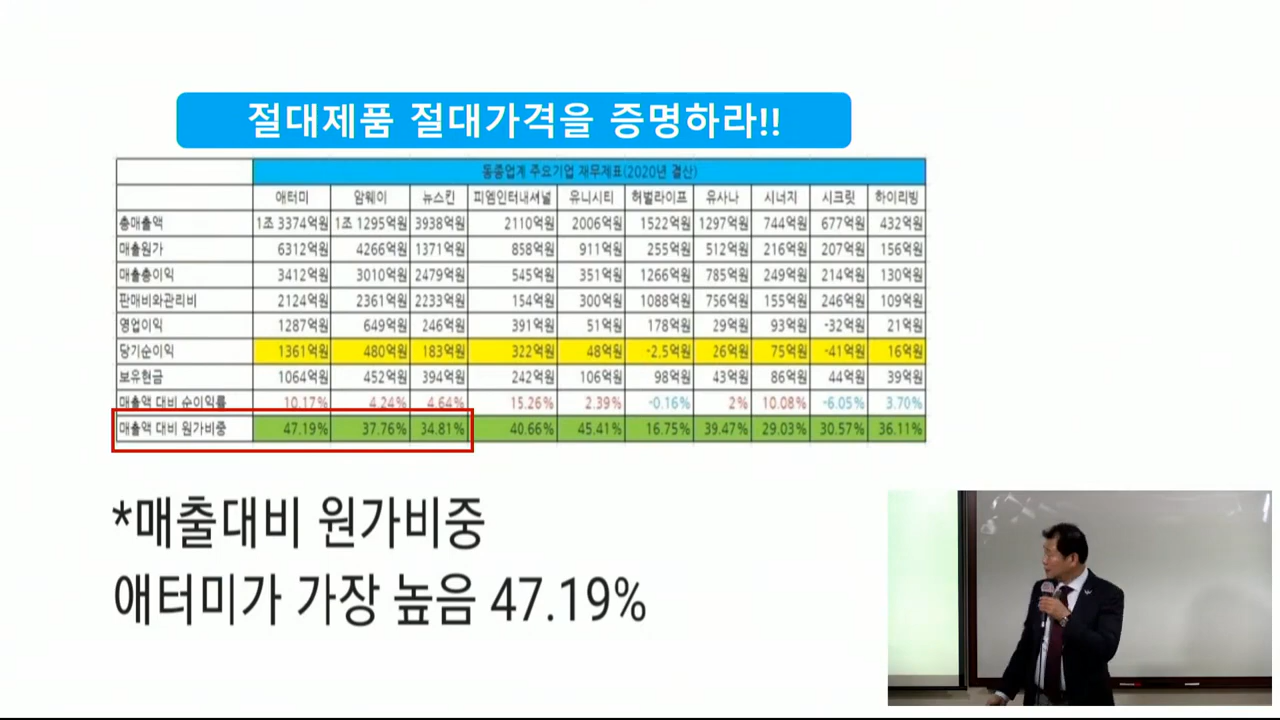 절대제품 절대가격을 증명하라!!
동종업계 주요기업 재무제표(2020년 결산)
애터미 암웨이 뉴스킨 피엠인터내셔널 유니시티 허벌라이프 유사나 시너지 시크릿 하이리빙
총매출액 1조 3374억원 1조 1295억원 3938억원 2110억원 2006억원 1522억원 1297억원 744억원 677억원 432억원
매출원가 6312억원 4266억원 1371억원 858억원 911억원 255억원 512억원 216억원 207억원 156억원
매출총이익 3412억원 3010억원 2479억원 545억원 351억원 1266억원 785억원 249억원 214억원 130억원
판매비와관리비 2124억원 2361억원 2233억원 154억원 300억원 1088억원 756억원 155억원 246억원 109억원
영업이익 1287억원 649억원 246억원 391억원 51억원 178억원 29억원 93억원 -32억원 21억원
당기순이익 1361억원 480억원 183억원 322억원 48억원 -2.5억원 26억원 75억원 -41억원 16억원
보유현금 1064억원 452억원 394억원 242억원 106억원 98억원 43억원 86억원 44억원 39억원
매출액 대비 순이익률 10.17% 4.24% 4.64% 15.26% 2.39% -0.16% 2% 10.08% -6.05% 3.70%
매출액 대비 원가비중 47.19% 37.76% 34.81% 40.66% 45.41% 16.75% 39.47% 29.03% 30.57% 36.11%
*매출대비 원가비중
애터미가 가장 높음 47.19%